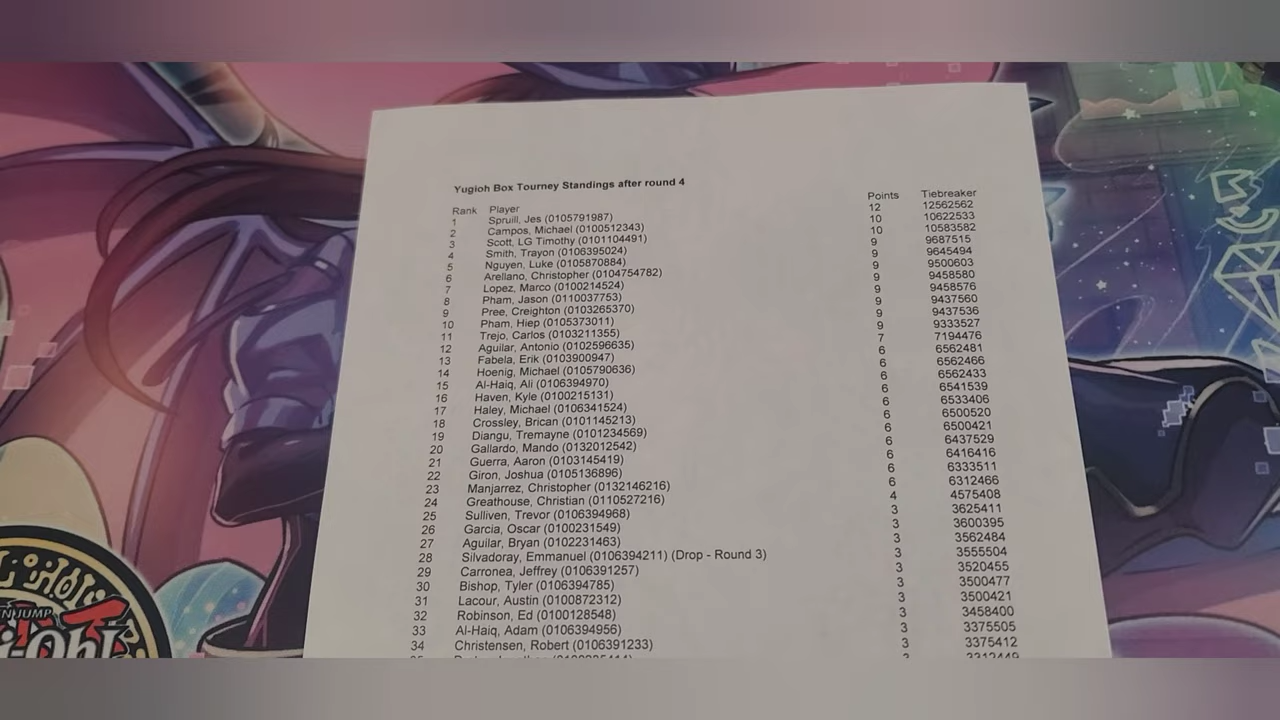 Yugioh Box Tourney Standings after round 4
Rank Player Points Tiebreaker
1 Spruill, Jes (0105791987) 12 12562562
2 Campos, Michael (0100512343) 10 10622533
3 Scott, LG Timothy (0101104491) 10 10583582
4 Smith, Trayon (0106395024) 9 9687515
5 Nguyen, Luke (0105870884) 9 9645494
6 Arellano, Christopher (0104754782) 9 9500603
7 Lopez, Marco (0100214524) 9 9458580
8 Pham, Jason (0110037753) 9 9458576
9 Pree, Creighton (0103265370) 9 9437560
10 Pham, Hiep (0105373011) 9 9437536
11 Trejo, Carlos (0103211355) 9 9333527
12 Aguilar, Antonio (0102596635) 7 7194476
13 Fabela, Erik (0103900947) 6 6562481
14 Hoenig, Michael (0105790636) 6 6562466
15 Al-Haiq, Ali (0106394970) 6 6562433
16 Haven, Kyle (0100215131) 6 6541539
17 Haley, Michael (0106341524) 6 6533406
18 Crossley, Brican (0101145213) 6 6500520
19 Diangu, Tremayne (0101234569) 6 6500421
20 Gallardo, Mando (0132012542) 6 6437529
21 Guerra, Aaron (0103145419) 6 6416416
22 Giron, Joshua (0105136896) 6 6333511
23 Manjarrez, Christopher (0132146216) 6 6312466
24 Greathouse, Christian (0110527216) 4 4575408
25 Sulliven, Trevor (0106394968) 3 3625411
26 Garcia, Oscar (0100231549) 3 3600395
27 Aguilar, Bryan (0102231463) 3 3562484
28 Silvadoray, Emmanuel (0106394211) (Drop - Round 3) 3 3555504
29 Carronea, Jeffrey (0106391257) 3 3520455
30 Bishop, Tyler (0106394785) 3 3500477
31 Lacour, Austin (0100872312) 3 3500421
32 Robinson, Ed (0100128548) 3 3458400
33 Al-Haiq, Adam (0106394956) 3 3375505
34 Christensen, Robert (0106391233) 3 3375412